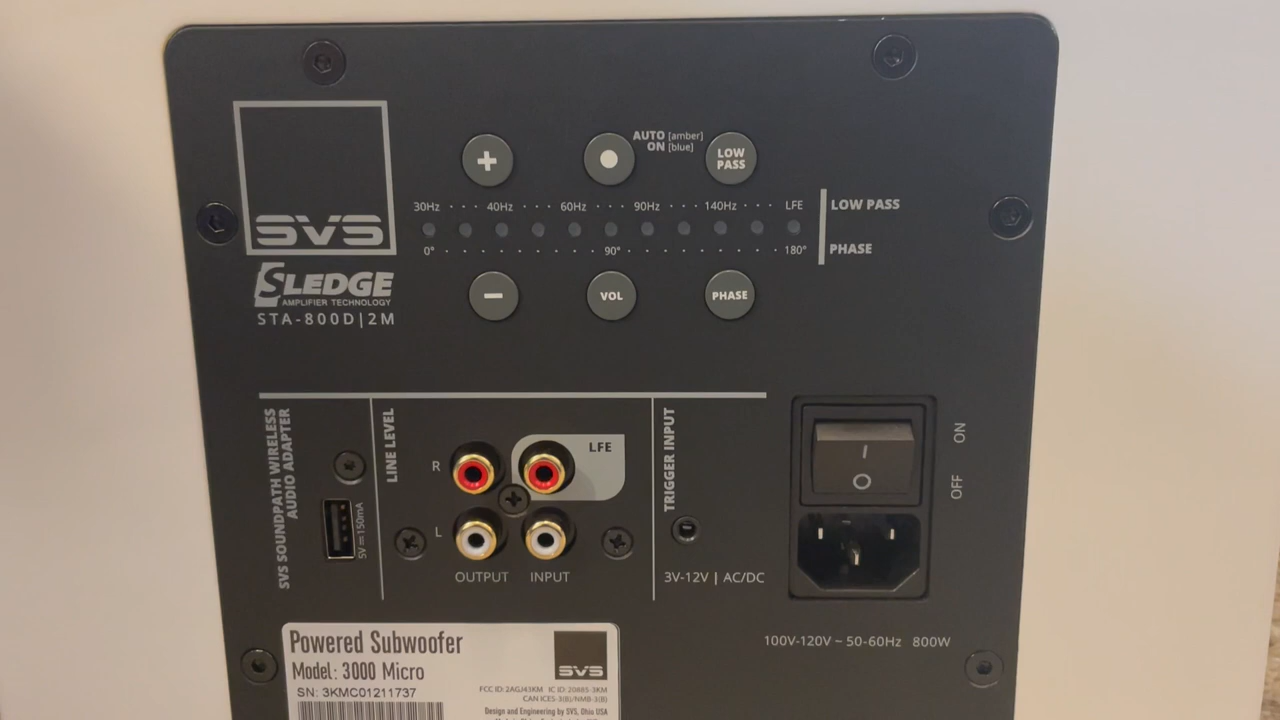 AUTO [amber]
ON [blue]
LOW
PASS
30Hz 40Hz 60Hz 90Hz 140Hz LFE
LOW PASS
0° 90° 180°
PHASE
VOL
PHASE
SVS
SLEDGE
AMPLIFIER TECHNOLOGY
STA-800D|2M
SVS SOUNDPATH WIRELESS
AUDIO ADAPTER
5V⎓150mA
LINE LEVEL
LFE
R
L
OUTPUT INPUT
TRIGGER INPUT
3V-12V | AC/DC
ON
OFF
100V-120V ~ 50-60Hz 800W
Powered Subwoofer
Model: 3000 Micro
SN: 3KMC01211737
SVS
FCC ID: 2AGJ43KM IC ID: 20885-3KM
CAN ICES-3(B)/NMB-3(B)
Design and Engineering by SVS, Ohio USA